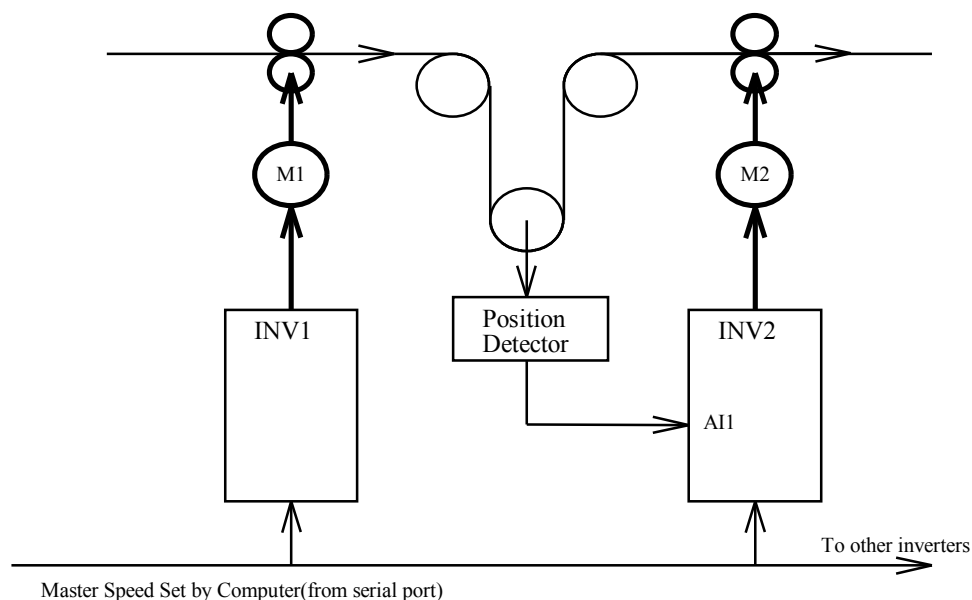 M1
M2
INV1
Position
Detector
INV2
AI1
To other inverters
Master Speed Set by Computer(from serial port)